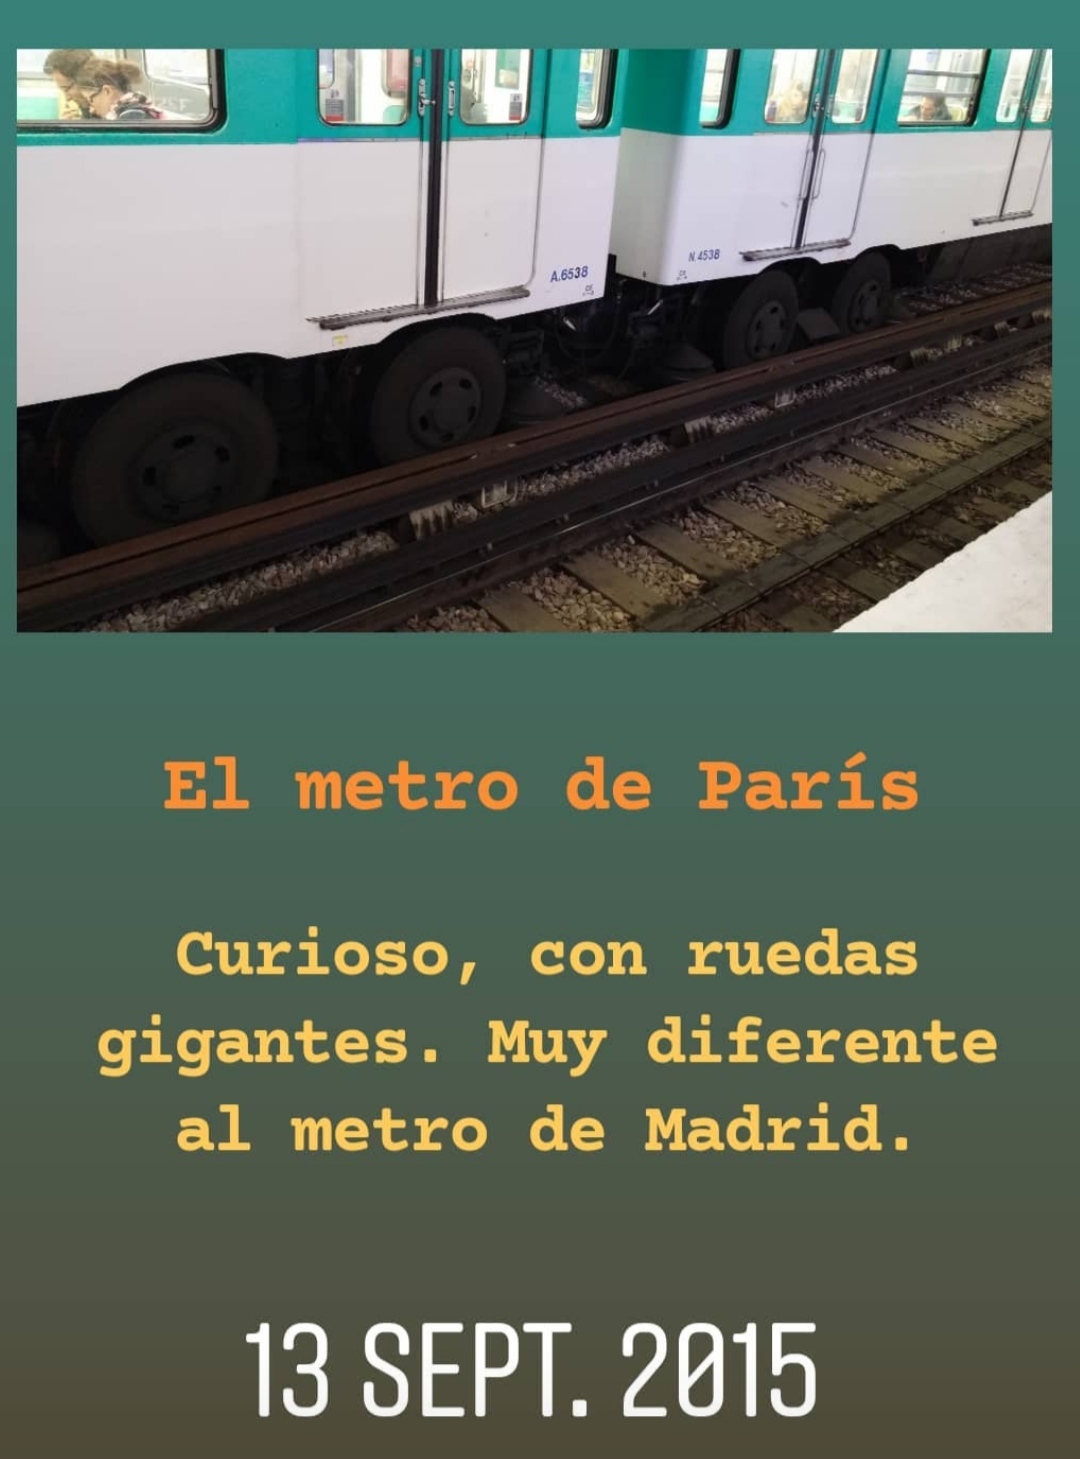 A.6538
N.4538
El metro de París
Curioso, con ruedas
gigantes. Muy diferente
al metro de Madrid.
13 SEPT. 2015